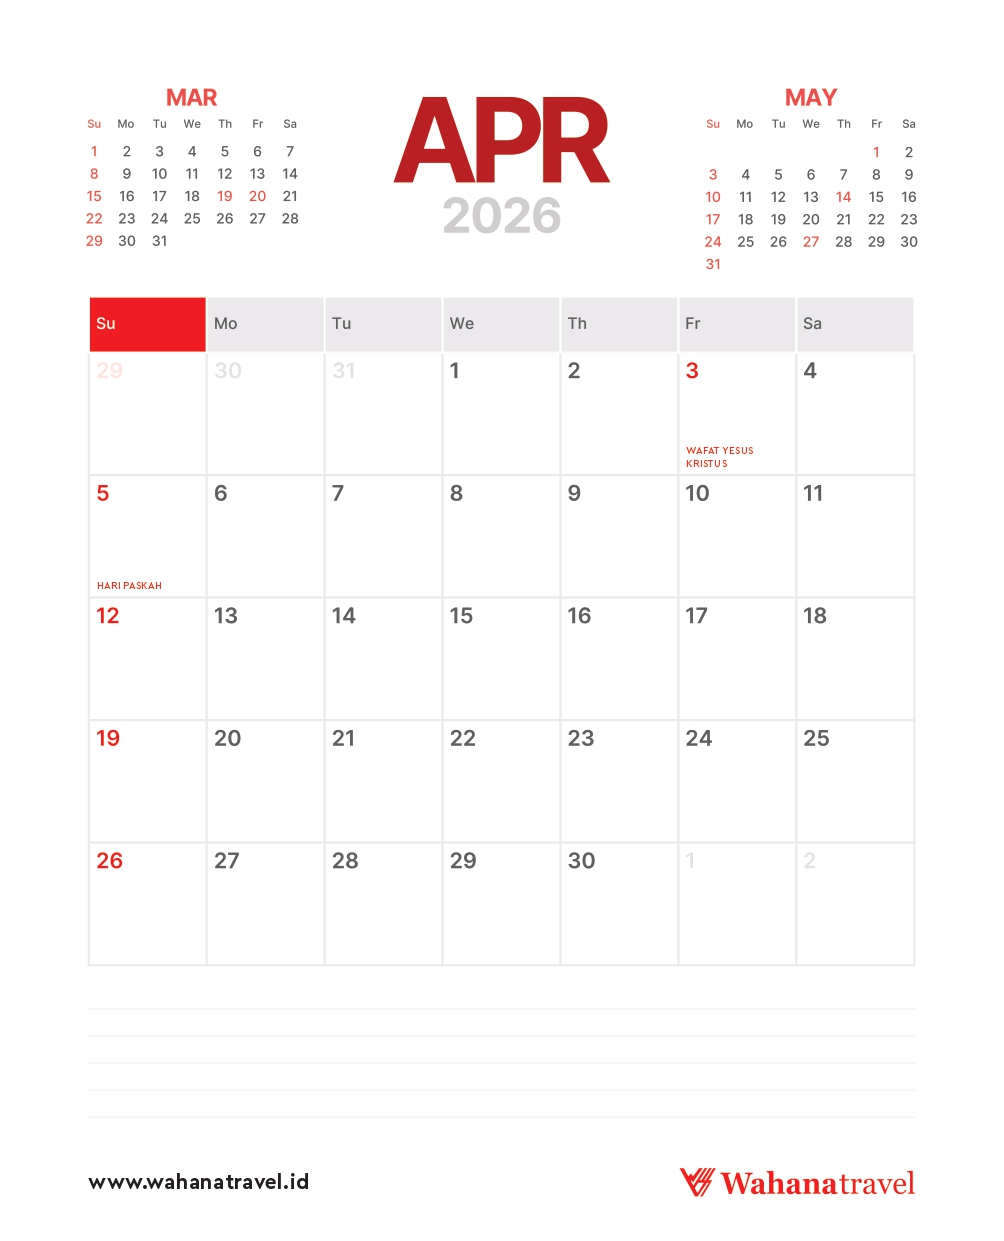 MAR
Su Mo Tu We Th Fr Sa
1 2 3 4 5 6 7
8 9 10 11 12 13 14
15 16 17 18 19 20 21
22 23 24 25 26 27 28
29 30 31
APR
2026
MAY
Su Mo Tu We Th Fr Sa
1 2
3 4 5 6 7 8 9
10 11 12 13 14 15 16
17 18 19 20 21 22 23
24 25 26 27 28 29 30
31
Su Mo Tu We Th Fr Sa
29 30 31 1 2 3 4
WAFAT YESUS
KRISTUS
5 6 7 8 9 10 11
HARI PASKAH
12 13 14 15 16 17 18
19 20 21 22 23 24 25
26 27 28 29 30 1 2
www.wahanatravel.id
Wahanatravel